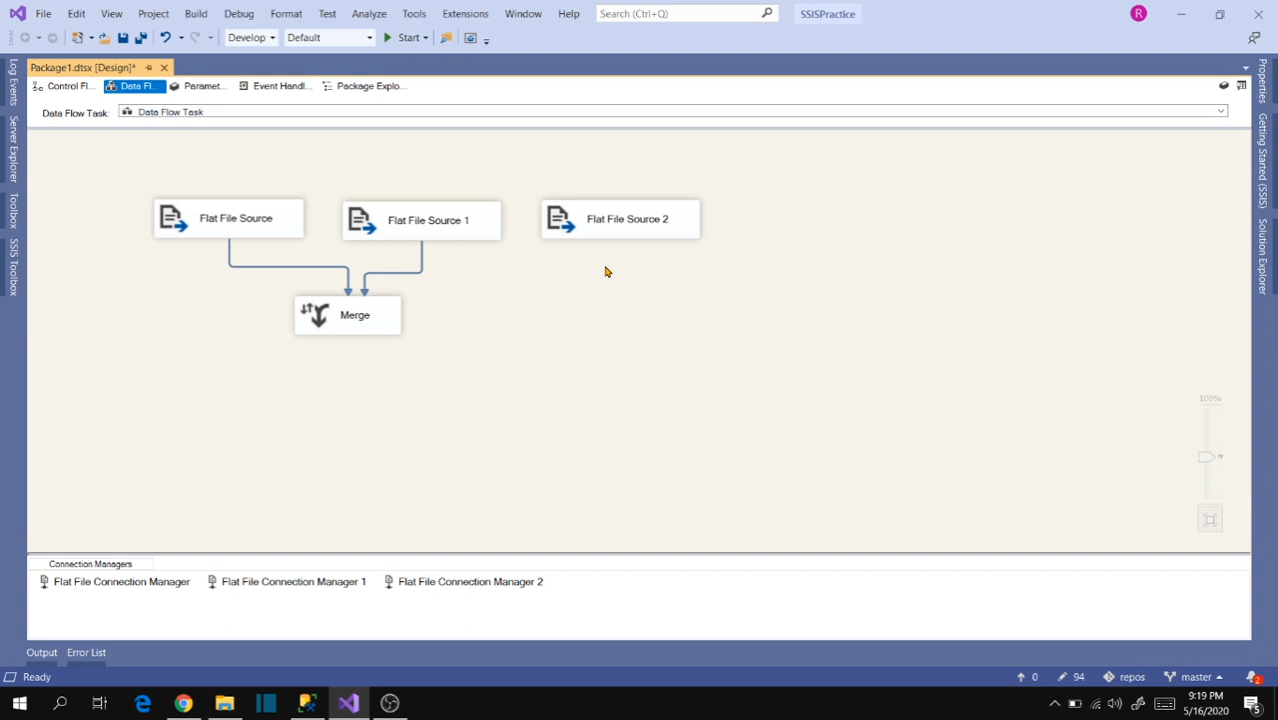 File Edit View Project Build Debug Format Test Analyze Tools Extensions Window Help Search (Ctrl+Q) SSISPractice R
Develop Default Start
Package1.dtsx [Design]*
Control Fl... Data Fl... Paramet... Event Handl... Package Explo...
Data Flow Task: Data Flow Task
Log Events
Server Explorer
Toolbox
SSIS Toolbox
Properties
Getting Started (SSIS)
Solution Explorer
Flat File Source
Flat File Source 1
Flat File Source 2
Merge
100%
Connection Managers
Flat File Connection Manager Flat File Connection Manager 1 Flat File Connection Manager 2
Output Error List
Ready 0 94 repos master 2
9:19 PM
5/16/2020
5